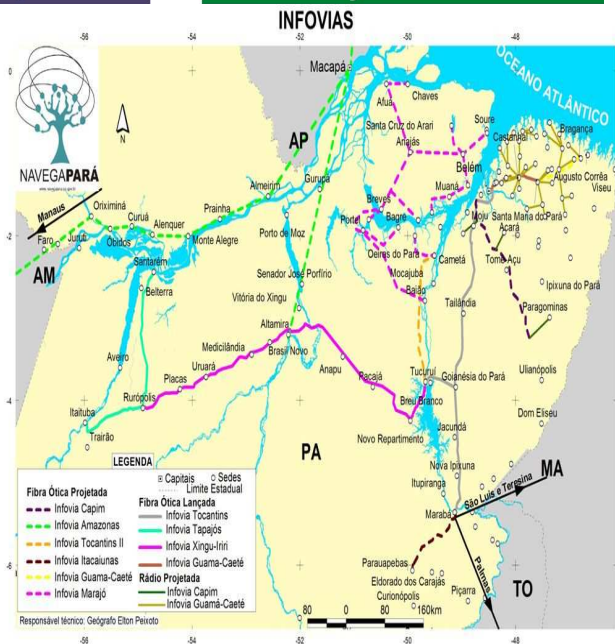 INFOVIAS
-56
-54
-52
-50
-48
0
-2
-4
-6
NAVEGAPARÁ
Macapá
AP
OCEANO ATLÂNTICO
Afuá
Chaves
Santa Cruz do Arari
Soure
Anajás
Castanhal
Bragança
Belém
Augusto Corrêa
Viseu
Muaná
Gurupá
Almeirim
Breves
Portel
Bagré
Moju
Santa Maria do Pará
Acará
Manaus
Oriximiná
Curuá
Alenquer
Prainha
Porto de Moz
Faro
Juruti
Óbidos
Monte Alegre
Oeiras do Pará
Cametá
Tomé Açu
AM
Santarém
Belterra
Senador José Porfírio
Mocajuba
Baião
Ipixuna do Pará
Vitória do Xingu
Tailândia
Paragominas
Altamira
Brasil Novo
Medicilândia
Uruará
Placas
Aveiro
Rurópolis
Anapu
Pacajá
Tucuruí
Goianésia do Pará
Ulianópolis
Breu Branco
Itaituba
Trairão
Novo Repartimento
Jacundá
Dom Eliseu
PA
Nova Ipixuna
MA
Itupiranga
São Luis e Teresina
Marabá
Palmas
Parauapebas
Eldorado dos Carajás
Curionópolis
Piçarra
TO
N
LEGENDA
Capitais
Sedes
Limite Estadual
Fibra Ótica Projetada
Infovia Capim
Infovia Amazonas
Infovia Tocantins II
Infovia Itacaiunas
Infovia Guama-Caeté
Infovia Marajó
Fibra Ótica Lançada
Infovia Tocantins
Infovia Tapajós
Infovia Xingu-Iriri
Infovia Guama-Caeté
Rádio Projetada
Infovia Capim
Infovia Guamá-Caeté
Responsável técnico: Geógrafo Elton Peixoto
80 0 80 160km